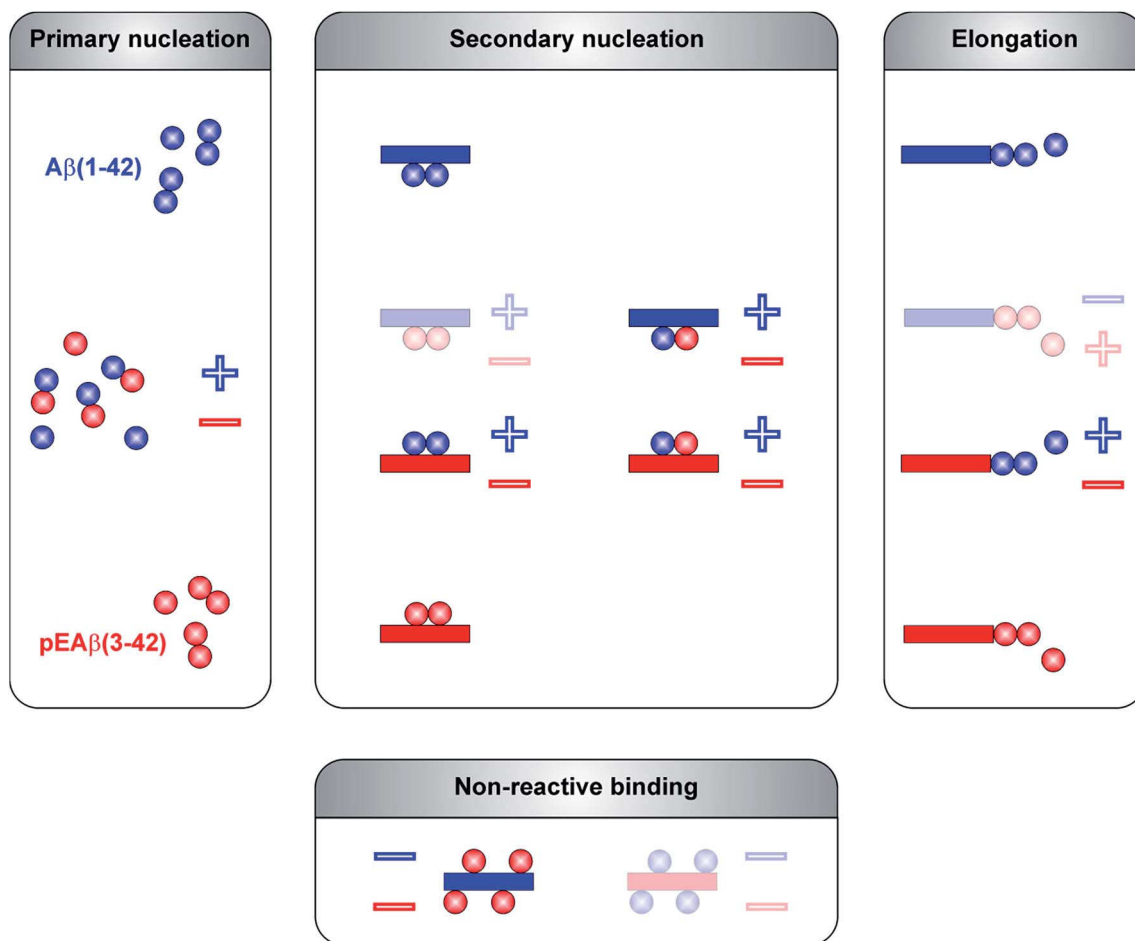 Primary nucleation
Secondary nucleation
Elongation
Aβ(1-42)
pEAβ(3-42)
Non-reactive binding